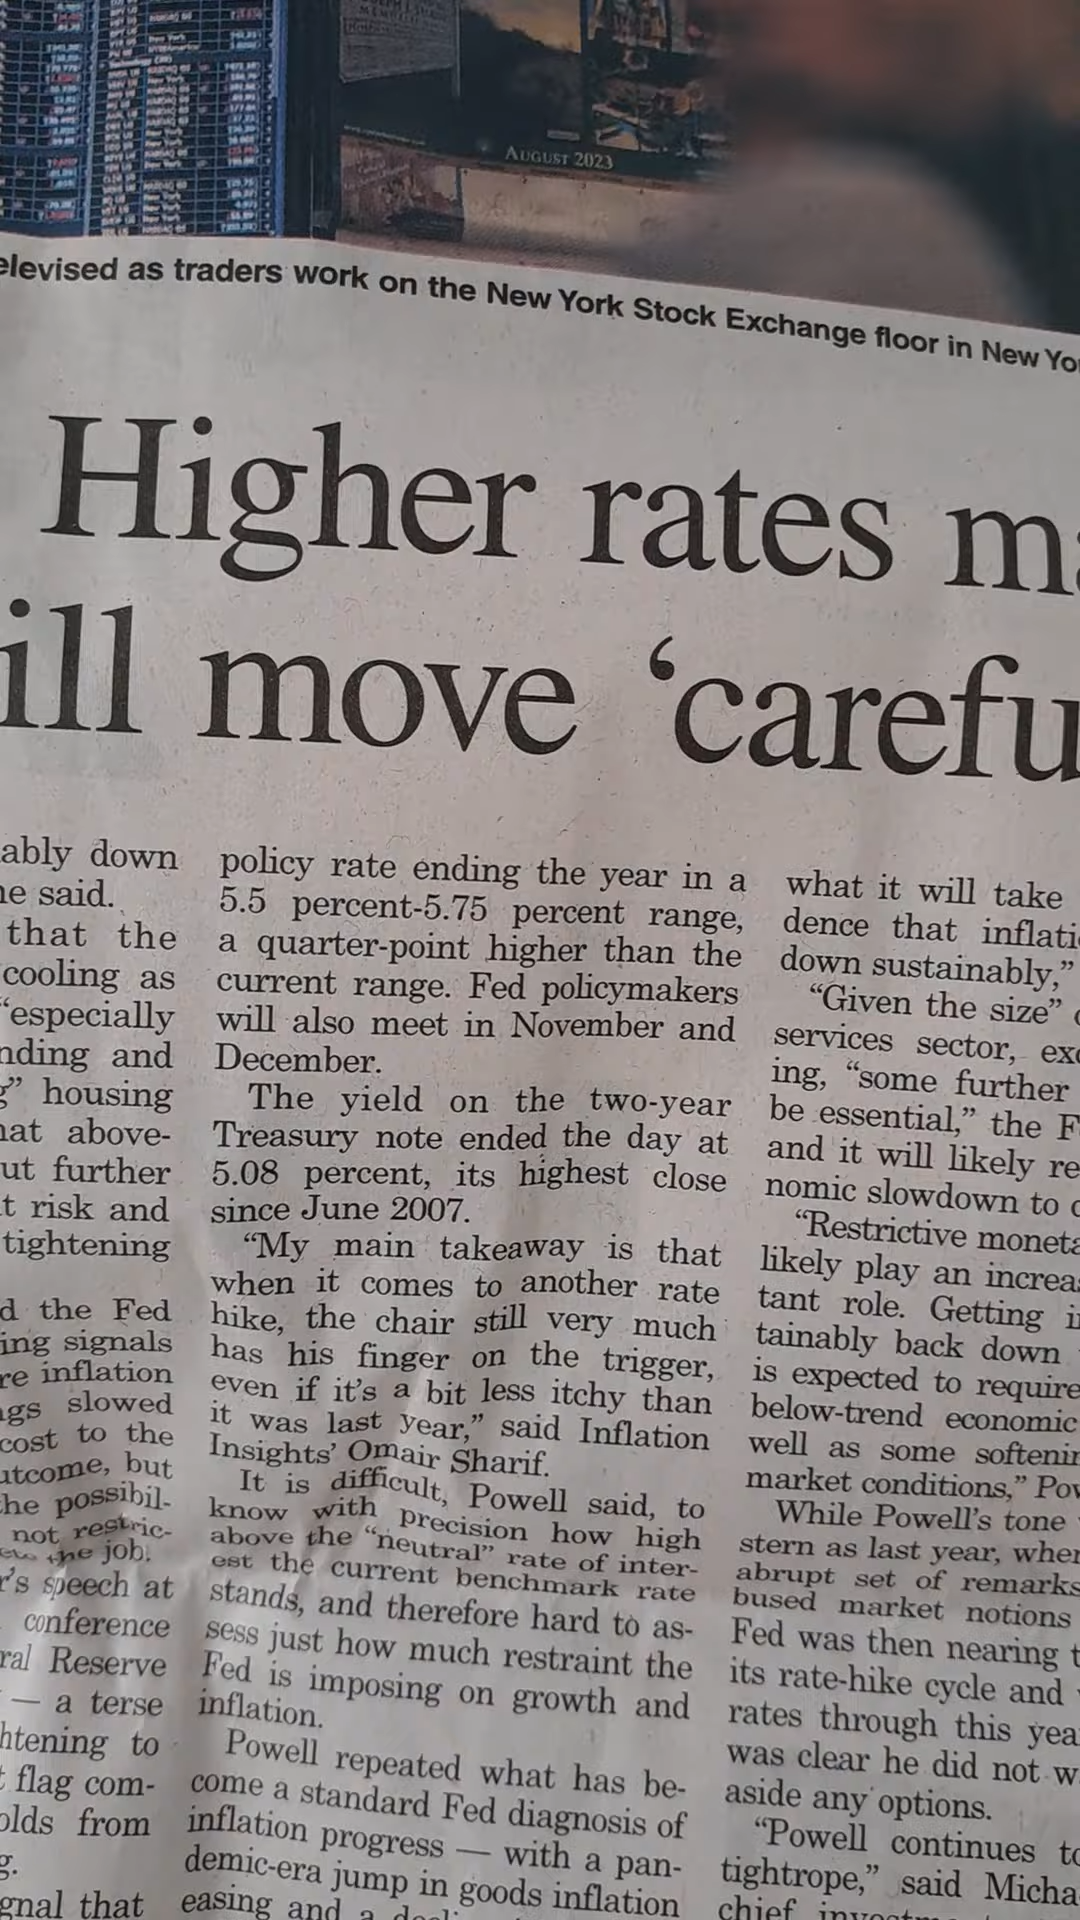 AUGUST 2023
elevised as traders work on the New York Stock Exchange floor in New Yo
Higher rates ma
ill move ‘carefu
ably down
he said.
that the
cooling as
“especially
nding and
g” housing
hat above-
ut further
t risk and
tightening
d the Fed
ing signals
re inflation
ngs slowed
cost to the
utcome, but
the possibil-
not restric-
the job.
r's speech at
conference
ral Reserve
— a terse
htening to
t flag com-
olds from
g.
gnal that
policy rate ending the year in a
5.5 percent-5.75 percent range,
a quarter-point higher than the
current range. Fed policymakers
will also meet in November and
December.
The yield on the two-year
Treasury note ended the day at
5.08 percent, its highest close
since June 2007.
“My main takeaway is that
when it comes to another rate
hike, the chair still very much
has his finger on the trigger,
even if it's a bit less itchy than
it was last year,” said Inflation
Insights' Omair Sharif.
It is difficult, Powell said, to
know with precision how high
above the “neutral” rate of inter-
est the current benchmark rate
stands, and therefore hard to as-
sess just how much restraint the
Fed is imposing on growth and
inflation.
Powell repeated what has be-
come a standard Fed diagnosis of
inflation progress — with a pan-
demic-era jump in goods inflation
easing and a
what it will take
dence that inflati
down sustainably,”
“Given the size”
services sector, exc
ing, “some further
be essential,” the F
and it will likely re
nomic slowdown to
“Restrictive moneta
likely play an increas
tant role. Getting i
tainably back down
is expected to require
below-trend economic
well as some softenin
market conditions,” Pow
While Powell's tone
stern as last year, when
abrupt set of remarks
bused market notions
Fed was then nearing t
its rate-hike cycle and
rates through this yea
was clear he did not w
aside any options.
“Powell continues to
tightrope,” said Micha
chief